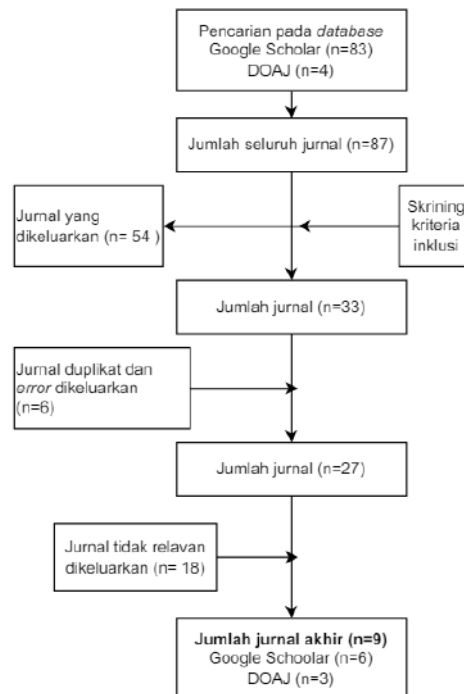 Pencarian pada database
Google Scholar (n=83)
DOAJ (n=4)
Jumlah seluruh jurnal (n=87)
Jurnal yang
dikeluarkan (n= 54 )
Skrining
kriteria
inklusi
Jumlah jurnal (n=33)
Jurnal duplikat dan
error dikeluarkan
(n=6)
Jumlah jurnal (n=27)
Jurnal tidak relavan
dikeluarkan (n= 18)
Jumlah jurnal akhir (n=9)
Google Schoolar (n=6)
DOAJ (n=3)